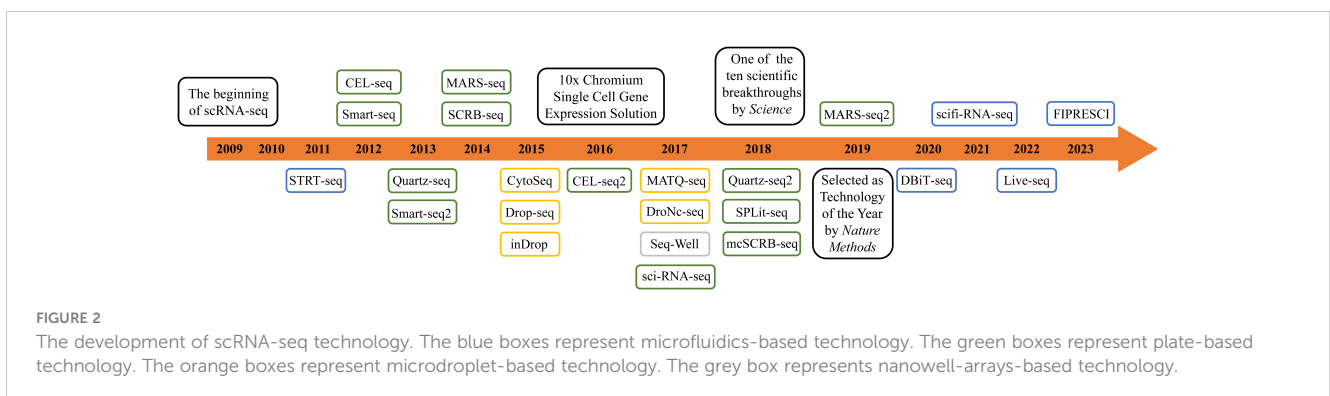 The beginning
of scRNA-seq
CEL-seq
Smart-seq
MARS-seq
SCRB-seq
10x Chromium
Single Cell Gene
Expression Solution
One of the
ten scientific
breakthroughs
by Science
MARS-seq2
scifi-RNA-seq
FIPRESCI
2009 2010 2011 2012 2013 2014 2015 2016 2017 2018 2019 2020 2021 2022 2023
STRT-seq
Quartz-seq
Smart-seq2
CytoSeq
Drop-seq
inDrop
CEL-seq2
MATQ-seq
DroNc-seq
Seq-Well
sci-RNA-seq
Quartz-seq2
SPLit-seq
mcSCRB-seq
Selected as
Technology
of the Year
by Nature
Methods
DBiT-seq
Live-seq
FIGURE 2
The development of scRNA-seq technology. The blue boxes represent microfluidics-based technology. The green boxes represent plate-based
technology. The orange boxes represent microdroplet-based technology. The grey box represents nanowell-arrays-based technology.